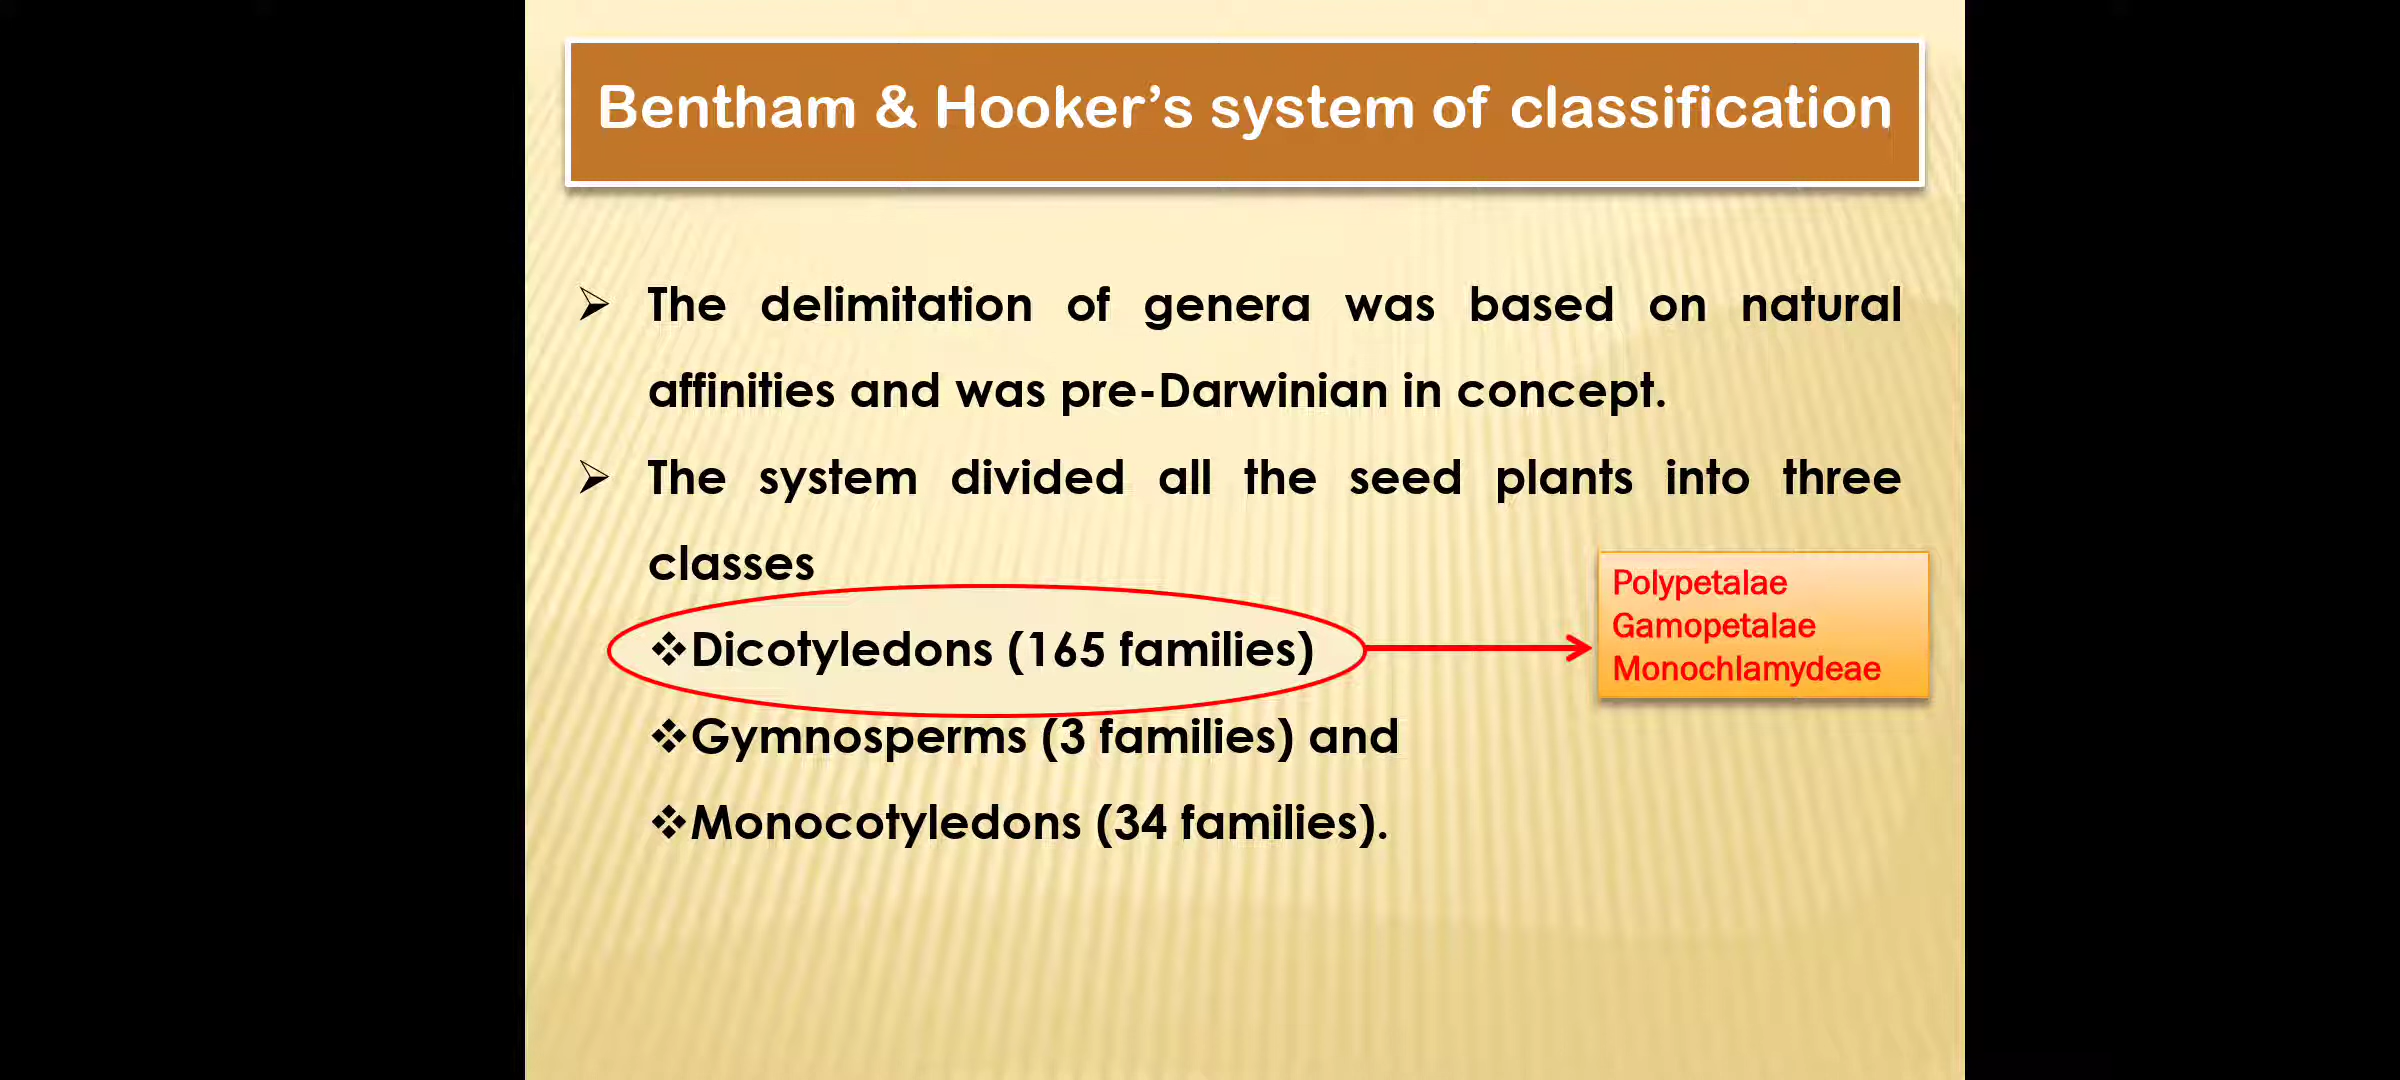 Bentham & Hooker’s system of classification
➢ The delimitation of genera was based on natural
affinities and was pre-Darwinian in concept.
➢ The system divided all the seed plants into three
classes
❖Dicotyledons (165 families)
Polypetalae
Gamopetalae
Monochlamydeae
❖Gymnosperms (3 families) and
❖Monocotyledons (34 families).